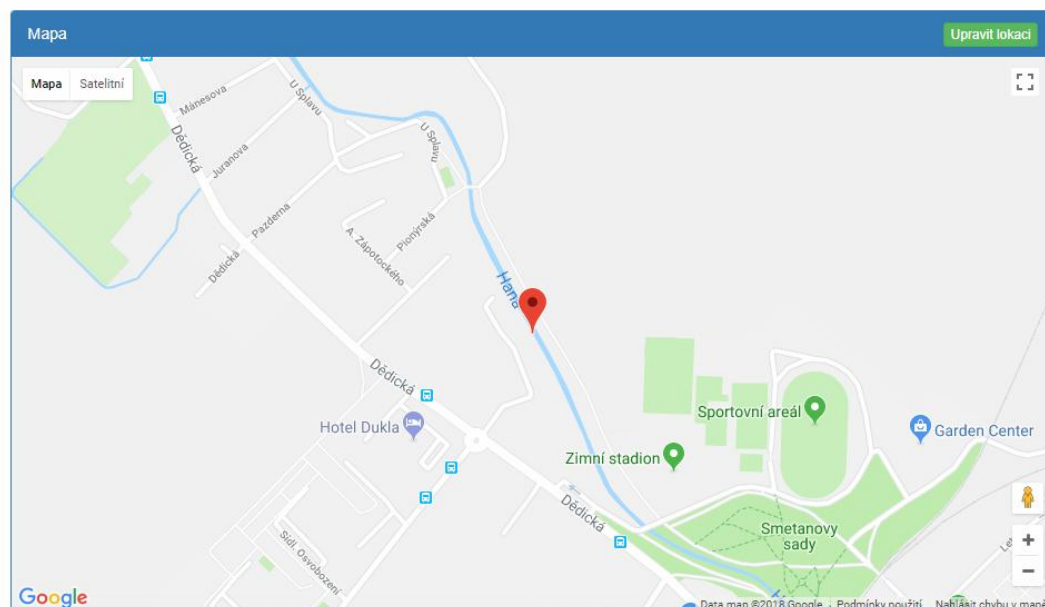 Mapa
Upravit lokaci
Mapa
Satelitní
Mánesova
U Splavu
Dědická
Juranova
U Splavu
Pazderna
Pionýrská
A. Zápotockého
Dědická
Haná
Dědická
Sportovní areál
Hotel Dukla
Garden Center
Zimní stadion
Dědická
Smetanovy
sady
Sídl. Osvobození
Google
Data map ©2018 Google
Podmínky použití
Nahlásit chybu v mapě